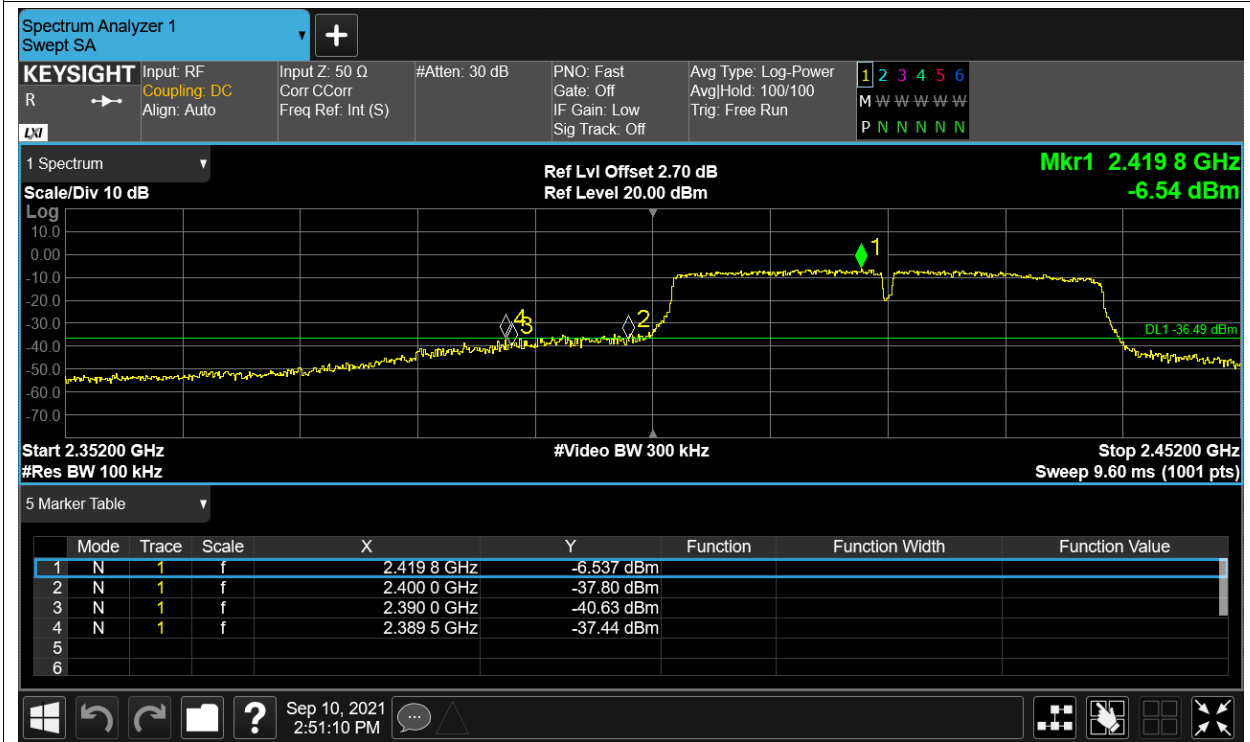 Spectrum Analyzer 1
Swept SA
KEYSIGHT
R
LXI
Input: RF
Coupling: DC
Align: Auto
Input Z: 50 Ω
Corr CCorr
Freq Ref: Int (S)
#Atten: 30 dB
PNO: Fast
Gate: Off
IF Gain: Low
Sig Track: Off
Avg Type: Log-Power
Avg|Hold: 100/100
Trig: Free Run
1 2 3 4 5 6
M W W W W W
P N N N N N
1 Spectrum
Scale/Div 10 dB
Ref Lvl Offset 2.70 dB
Ref Level 20.00 dBm
Mkr1 2.419 8 GHz
-6.54 dBm
Log
10.0
0.00
-10.0
-20.0
-30.0
-40.0
-50.0
-60.0
-70.0
1
2
3
4
DL1 -36.49 dBm
Start 2.35200 GHz
#Res BW 100 kHz
#Video BW 300 kHz
Stop 2.45200 GHz
Sweep 9.60 ms (1001 pts)
5 Marker Table
Mode Trace Scale X Y Function Function Width Function Value
1 N 1 f 2.419 8 GHz -6.537 dBm
2 N 1 f 2.400 0 GHz -37.80 dBm
3 N 1 f 2.390 0 GHz -40.63 dBm
4 N 1 f 2.389 5 GHz -37.44 dBm
5
6
?
Sep 10, 2021
2:51:10 PM